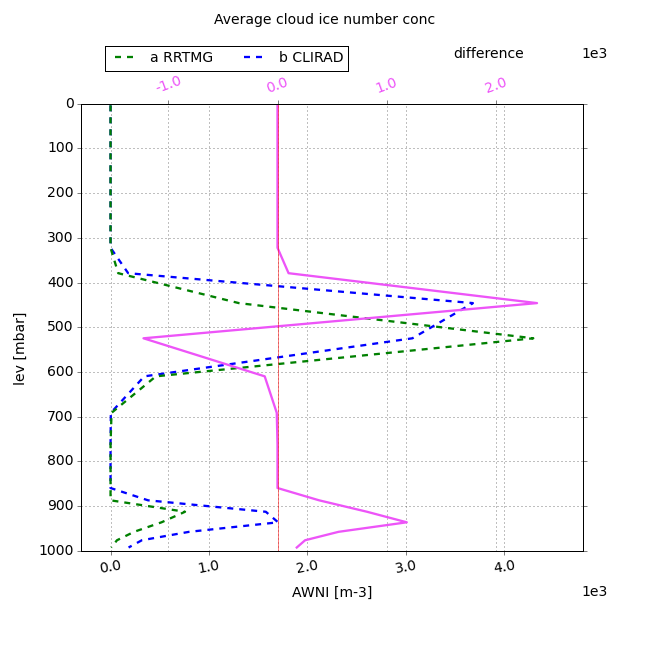 Average cloud ice number conc
a RRTMG b CLIRAD difference 1e3
-1.0 0.0 1.0 2.0
0
100
200
300
400
500
600
700
800
900
1000
lev [mbar]
0.0 1.0 2.0 3.0 4.0
AWNI [m-3] 1e3